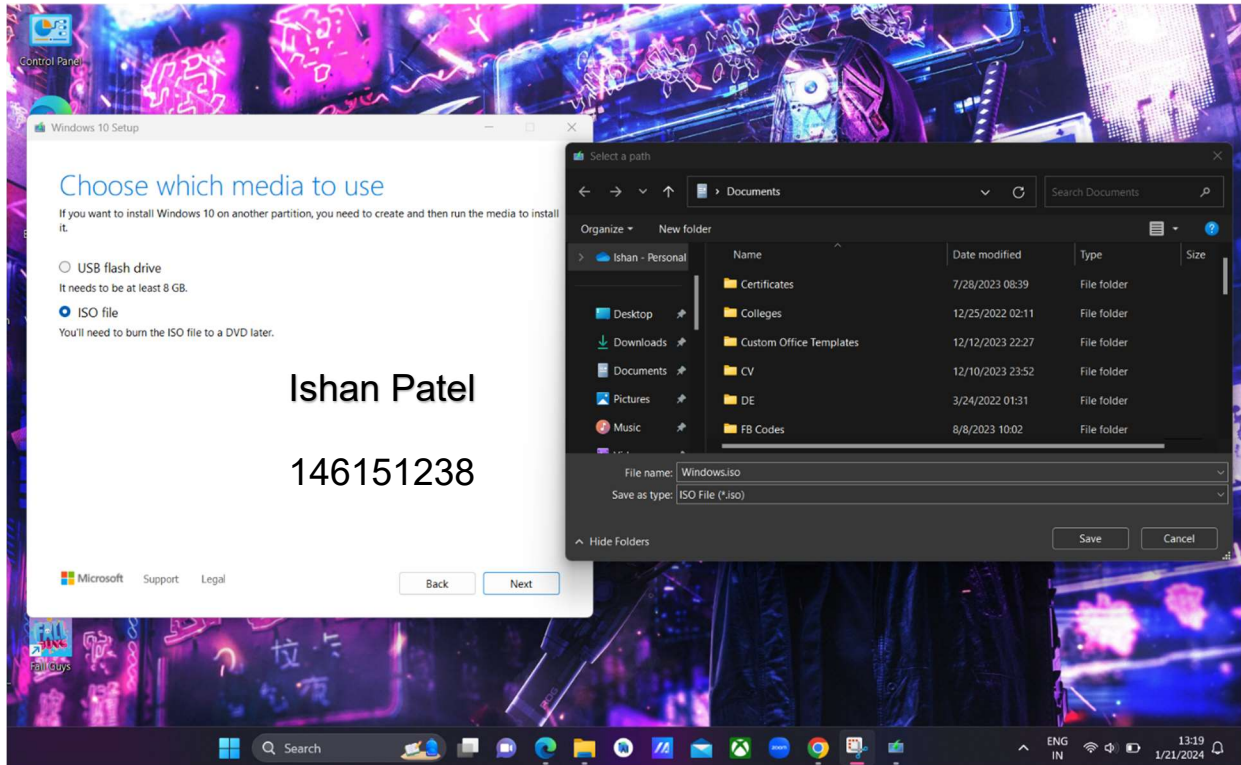 Control Panel
Windows 10 Setup
Choose which media to use
If you want to install Windows 10 on another partition, you need to create and then run the media to install
it.
USB flash drive
It needs to be at least 8 GB.
ISO file
You'll need to burn the ISO file to a DVD later.
Ishan Patel
146151238
Microsoft Support Legal
Back Next
Select a path
Documents
Search Documents
Organize New folder
Ishan - Personal
Desktop
Downloads
Documents
Pictures
Music
Name Date modified Type Size
Certificates 7/28/2023 08:39 File folder
Colleges 12/25/2022 02:11 File folder
Custom Office Templates 12/12/2023 22:27 File folder
CV 12/10/2023 23:52 File folder
DE 3/24/2022 01:31 File folder
FB Codes 8/8/2023 10:02 File folder
File name: Windows.iso
Save as type: ISO File (*.iso)
Hide Folders
Save Cancel
Fall Guys
Search
zoom
ENG
IN
13:19
1/21/2024